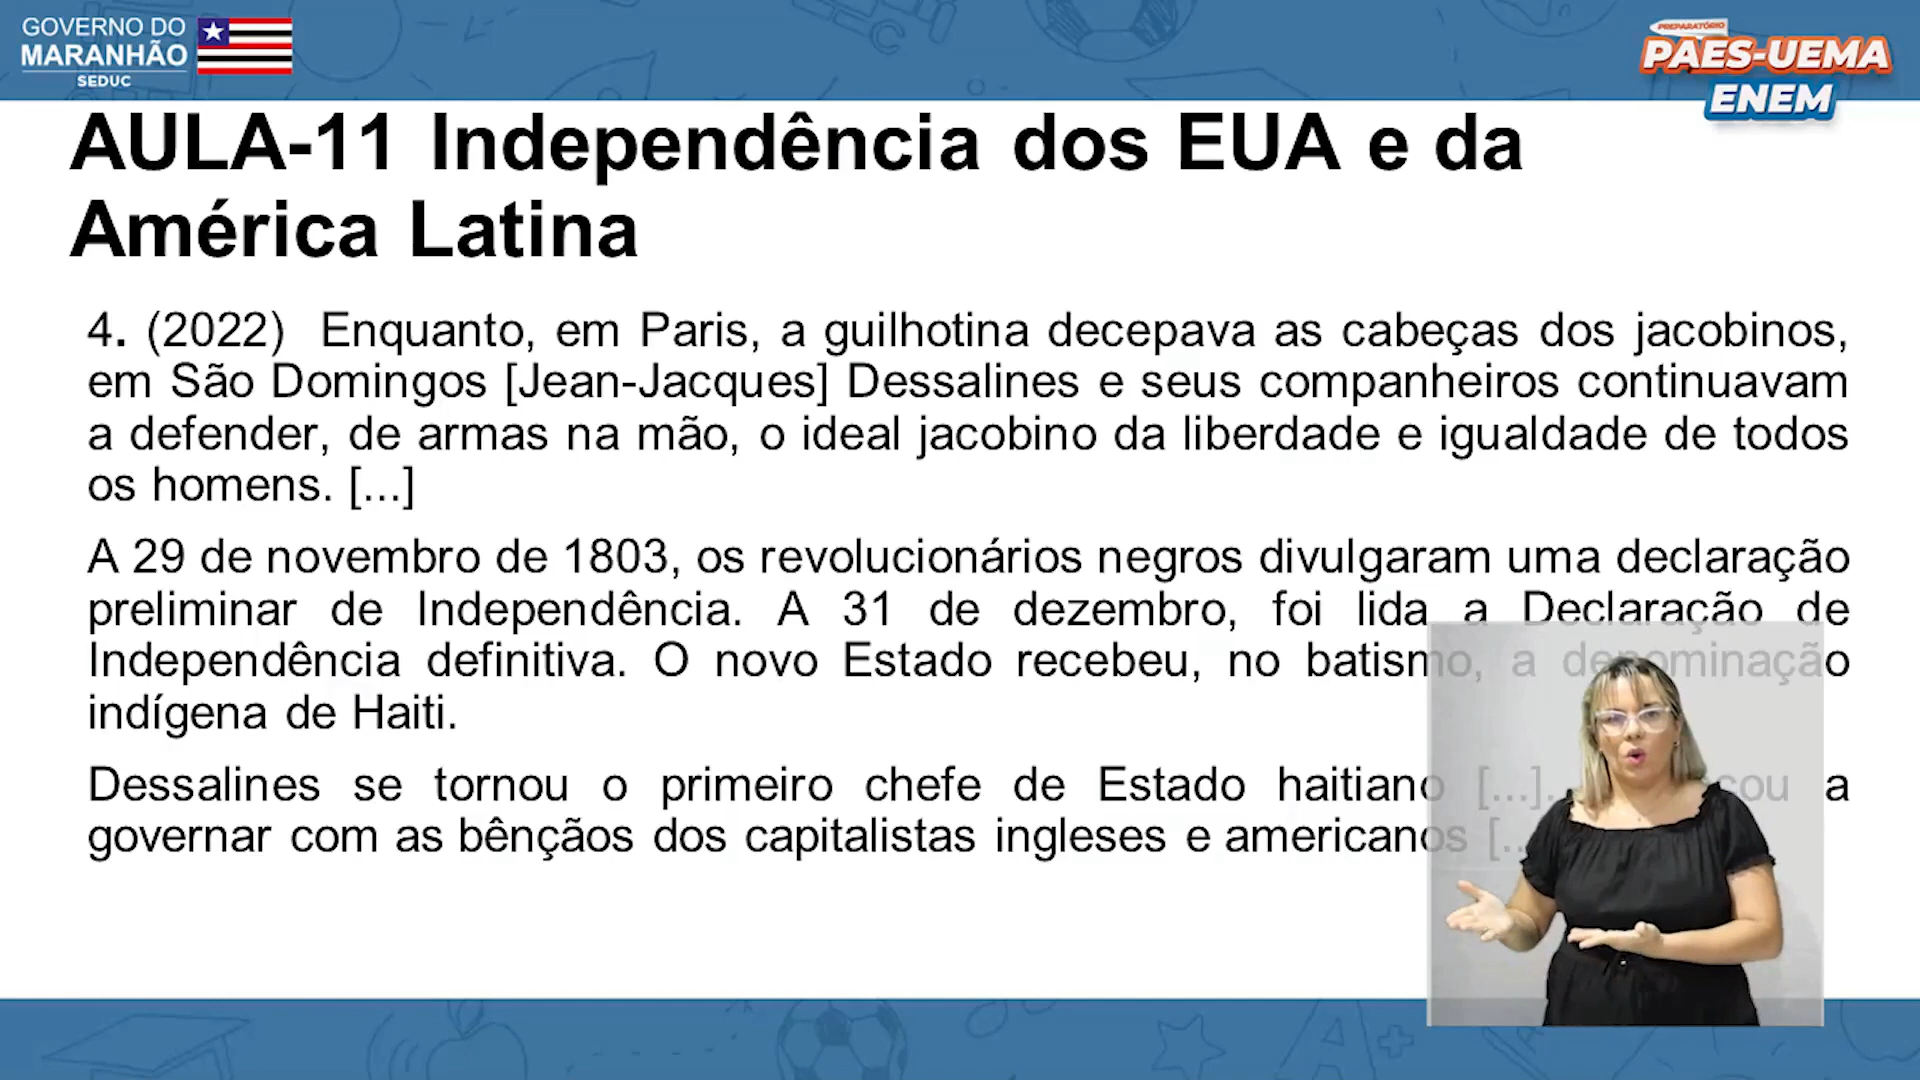 GOVERNO DO
MARANHÃO
SEDUC
PREPARATÓRIO
PAES-UEMA
ENEM
AULA-11 Independência dos EUA e da
América Latina
4. (2022) Enquanto, em Paris, a guilhotina decepava as cabeças dos jacobinos,
em São Domingos [Jean-Jacques] Dessalines e seus companheiros continuavam
a defender, de armas na mão, o ideal jacobino da liberdade e igualdade de todos
os homens. [...]
A 29 de novembro de 1803, os revolucionários negros divulgaram uma declaração
preliminar de Independência. A 31 de dezembro, foi lida a Declaração de
Independência definitiva. O novo Estado recebeu, no batismo, a denominação
indígena de Haiti.
Dessalines se tornou o primeiro chefe de Estado haitiano [...]. a
governar com as bênçãos dos capitalistas ingleses e americanos